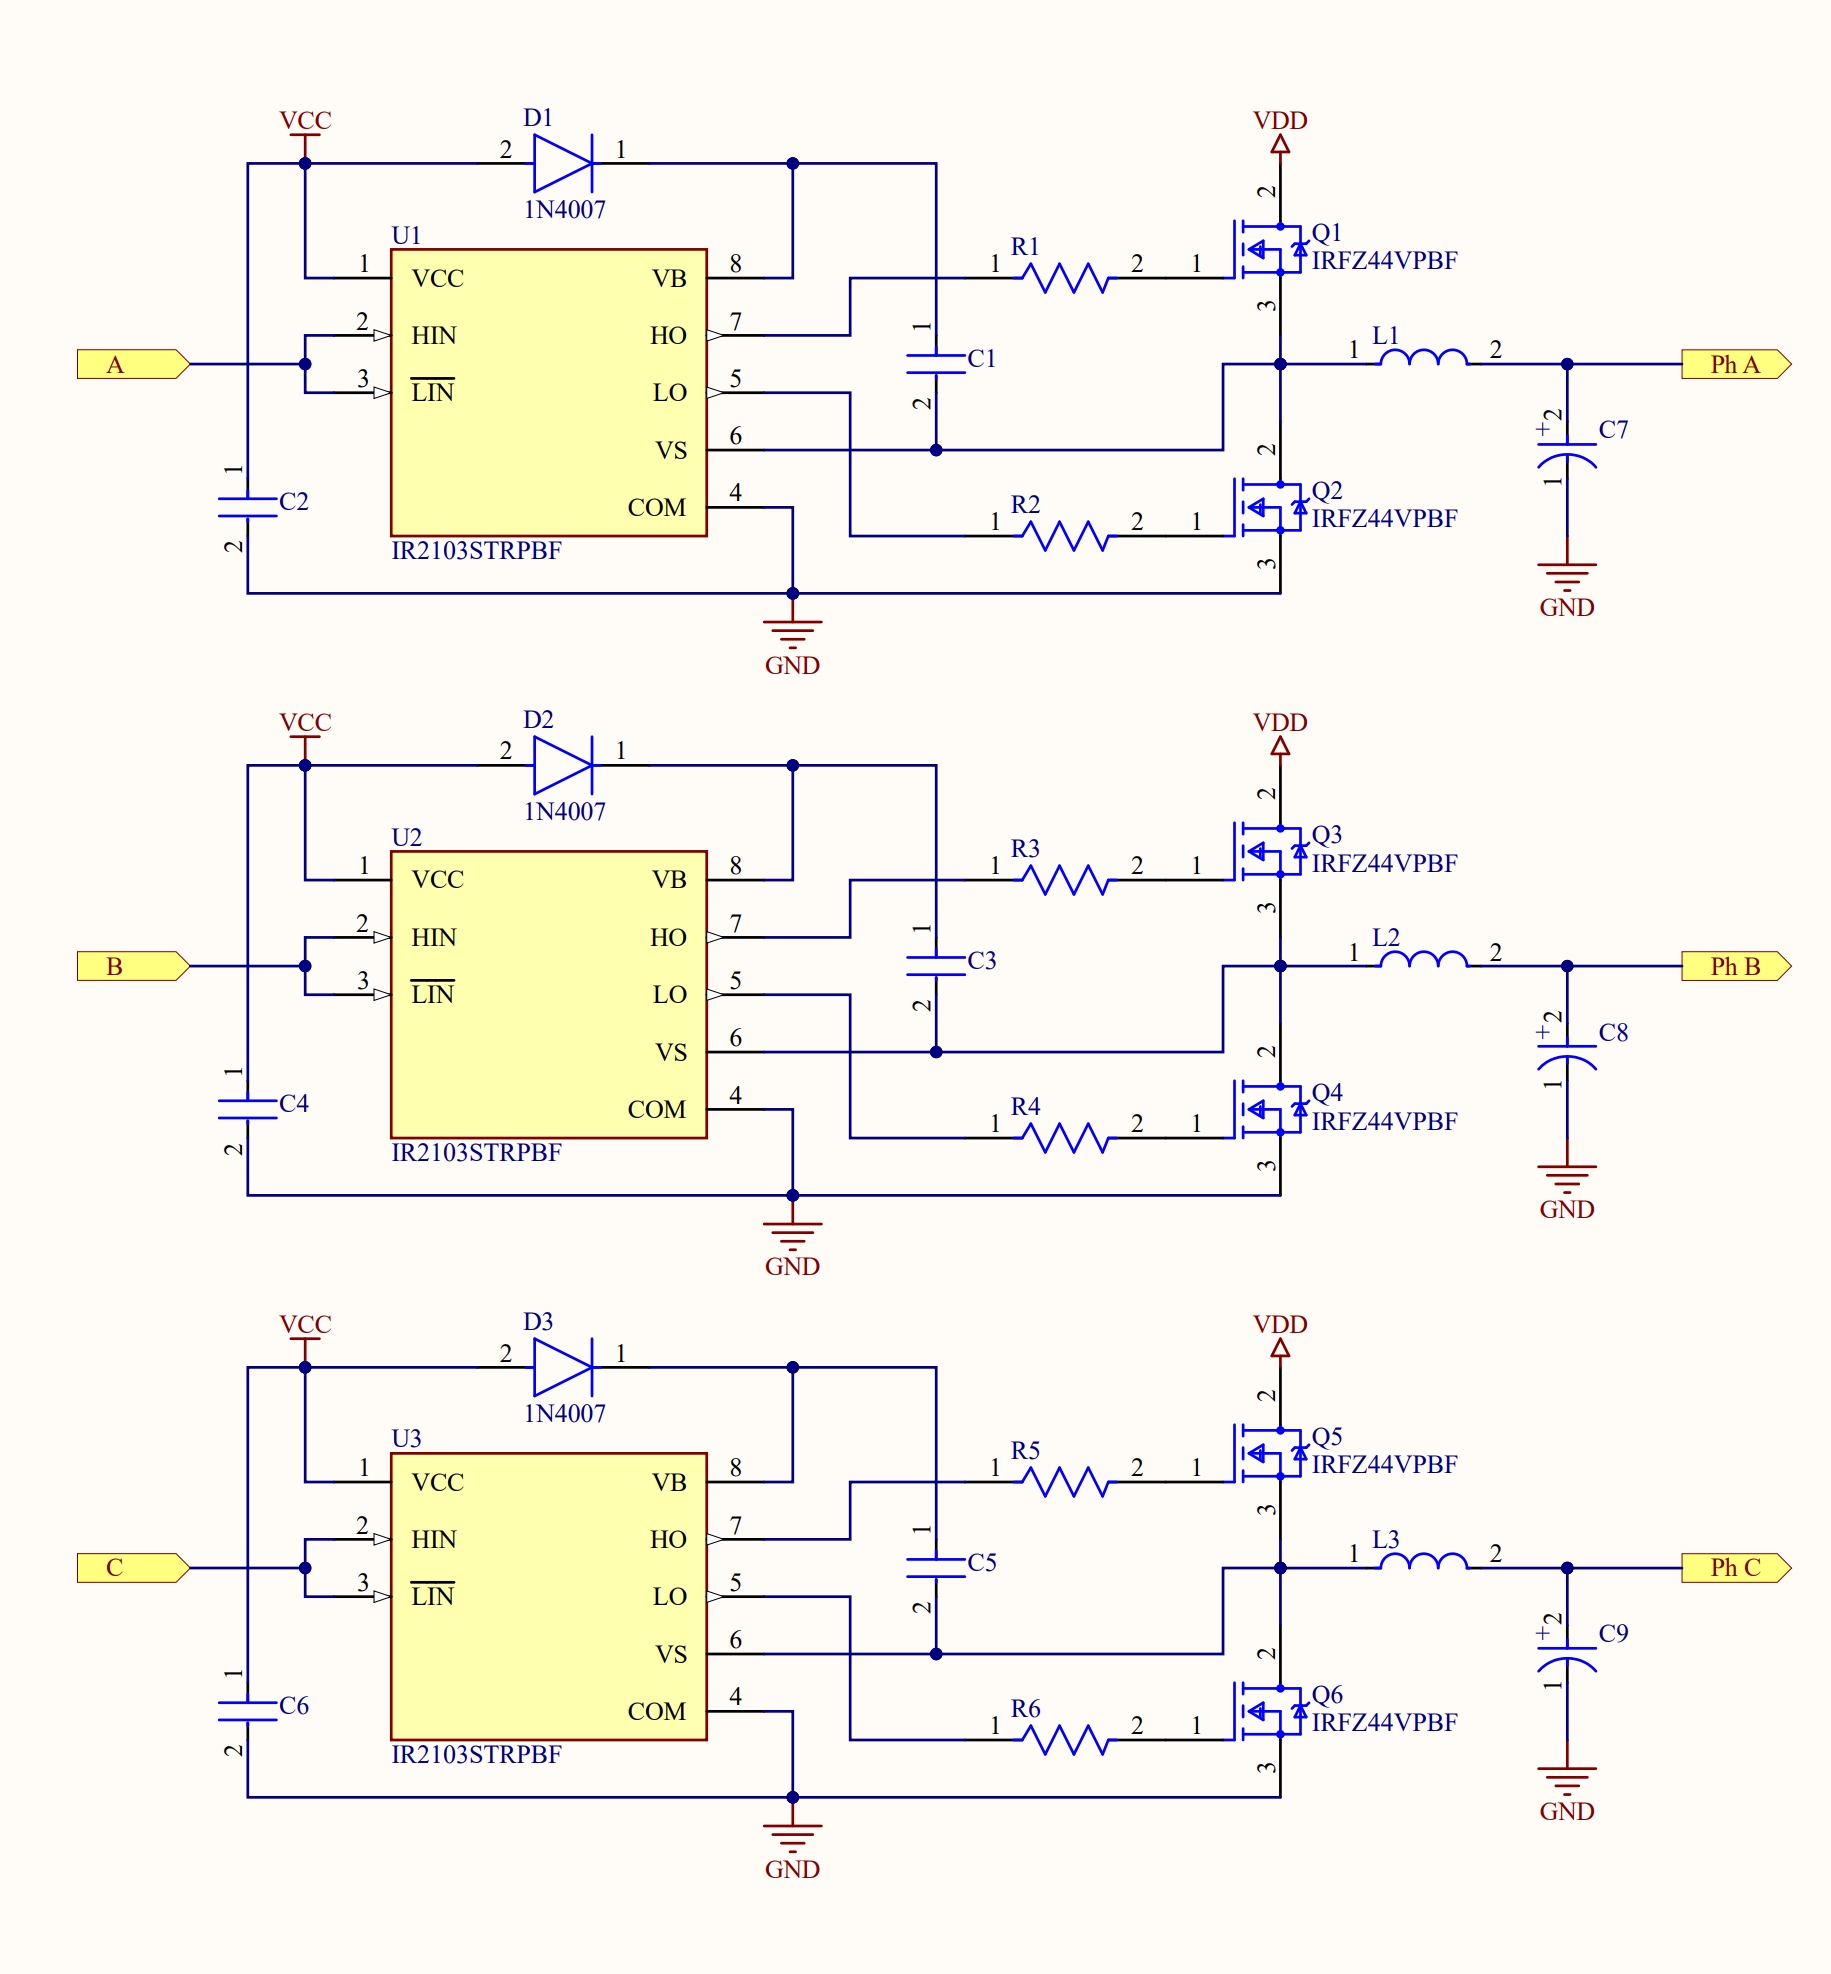 VCC
D1
VDD
2
1
2
1N4007
U1
Q1
IRFZ44VPBF
R1
1
VCC
VB
8
1
2
1
3
2
HIN
HO
7
1
L1
A
C1
1
2
Ph A
3
LIN
LO
5
2
2
C7
+
VS
6
2
1
1
C2
Q2
IRFZ44VPBF
COM
4
R2
1
2
1
2
IR2103STRPBF
3
GND
GND
VCC
D2
VDD
2
1
2
1N4007
U2
Q3
IRFZ44VPBF
R3
1
VCC
VB
8
1
2
1
3
2
HIN
HO
7
1
L2
B
C3
1
2
Ph B
3
LIN
LO
5
2
2
C8
+
VS
6
2
1
1
C4
Q4
IRFZ44VPBF
COM
4
R4
1
2
1
2
IR2103STRPBF
3
GND
GND
VCC
D3
VDD
2
1
2
1N4007
U3
Q5
IRFZ44VPBF
R5
1
VCC
VB
8
1
2
1
3
2
HIN
HO
7
1
L3
C
C5
1
2
Ph C
3
LIN
LO
5
2
2
C9
+
VS
6
2
1
1
C6
Q6
IRFZ44VPBF
COM
4
R6
1
2
1
2
IR2103STRPBF
3
GND
GND